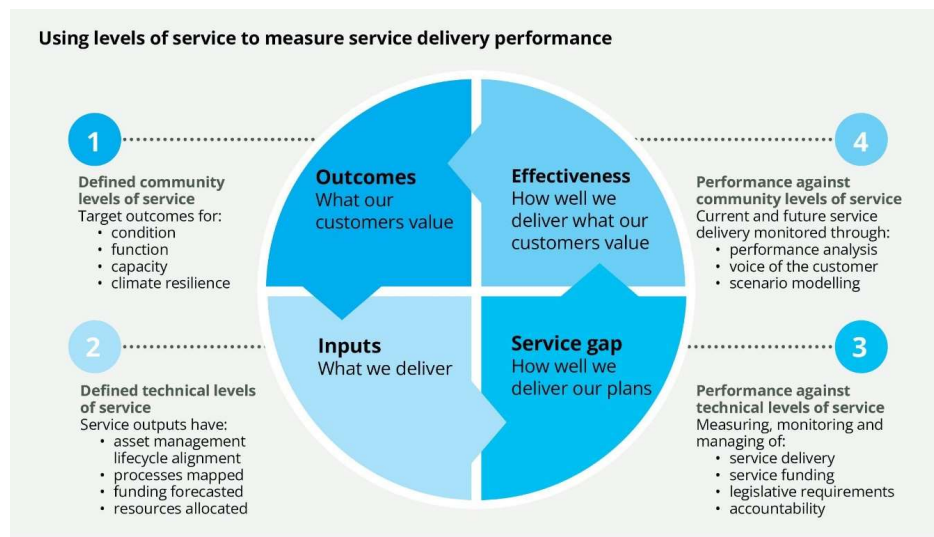 Using levels of service to measure service delivery performance
1
Defined community
levels of service
Target outcomes for:
• condition
• function
• capacity
• climate resilience
Outcomes
What our
customers value
Effectiveness
How well we
deliver what our
customers value
4
Performance against
community levels of service
Current and future service
delivery monitored through:
• performance analysis
• voice of the customer
• scenario modelling
2
Defined technical levels
of service
Service outputs have:
• asset management
lifecycle alignment
• processes mapped
• funding forecasted
• resources allocated
Inputs
What we deliver
Service gap
How well we
deliver our plans
3
Performance against
technical levels of service
Measuring, monitoring and
managing of:
• service delivery
• service funding
• legislative requirements
• accountability